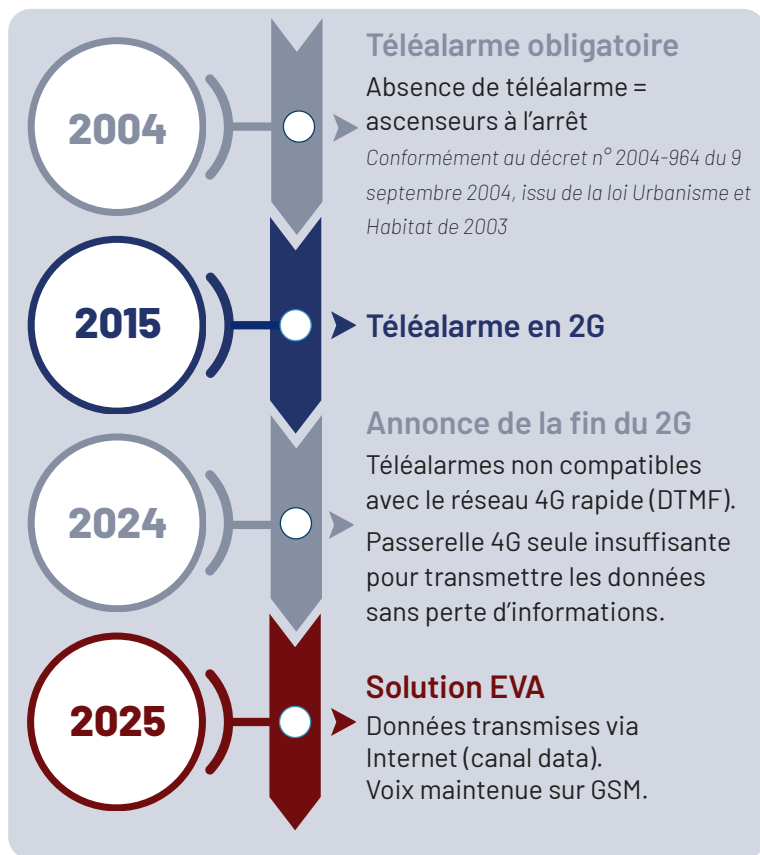 2004
Téléalarme obligatoire
Absence de téléalarme =
ascenseurs à l’arrêt
Conformément au décret n° 2004-964 du 9
septembre 2004, issu de la loi Urbanisme et
Habitat de 2003
2015
Téléalarme en 2G
2024
Annonce de la fin du 2G
Téléalarmes non compatibles
avec le réseau 4G rapide (DTMF).
Passerelle 4G seule insuffisante
pour transmettre les données
sans perte d’informations.
2025
Solution EVA
Données transmises via
Internet (canal data).
Voix maintenue sur GSM.